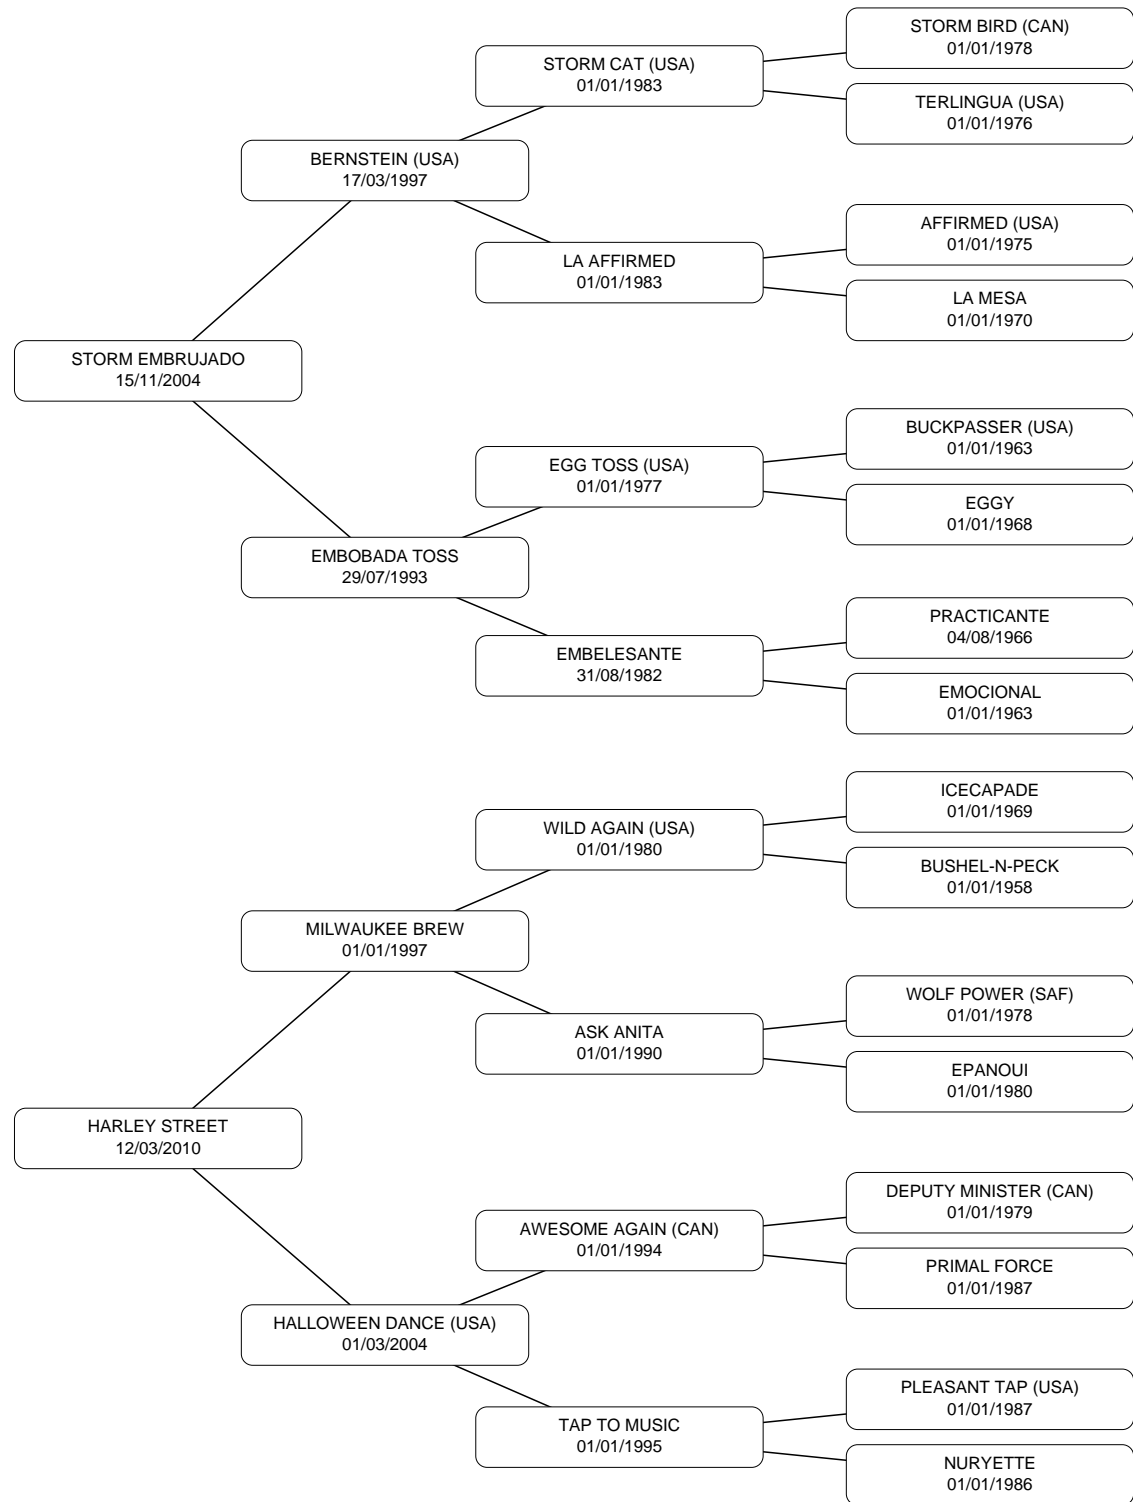 STORM BIRD (CAN)
01/01/1978
STORM CAT (USA)
01/01/1983
TERLINGUA (USA)
01/01/1976
BERNSTEIN (USA)
17/03/1997
AFFIRMED (USA)
01/01/1975
LA AFFIRMED
01/01/1983
LA MESA
01/01/1970
STORM EMBRUJADO
15/11/2004
BUCKPASSER (USA)
01/01/1963
EGG TOSS (USA)
01/01/1977
EGGY
01/01/1968
EMBOBADA TOSS
29/07/1993
PRACTICANTE
04/08/1966
EMBELESANTE
31/08/1982
EMOCIONAL
01/01/1963
ICECAPADE
01/01/1969
WILD AGAIN (USA)
01/01/1980
BUSHEL-N-PECK
01/01/1958
MILWAUKEE BREW
01/01/1997
WOLF POWER (SAF)
01/01/1978
ASK ANITA
01/01/1990
EPANOUI
01/01/1980
HARLEY STREET
12/03/2010
DEPUTY MINISTER (CAN)
01/01/1979
AWESOME AGAIN (CAN)
01/01/1994
PRIMAL FORCE
01/01/1987
HALLOWEEN DANCE (USA)
01/03/2004
PLEASANT TAP (USA)
01/01/1987
TAP TO MUSIC
01/01/1995
NURYETTE
01/01/1986